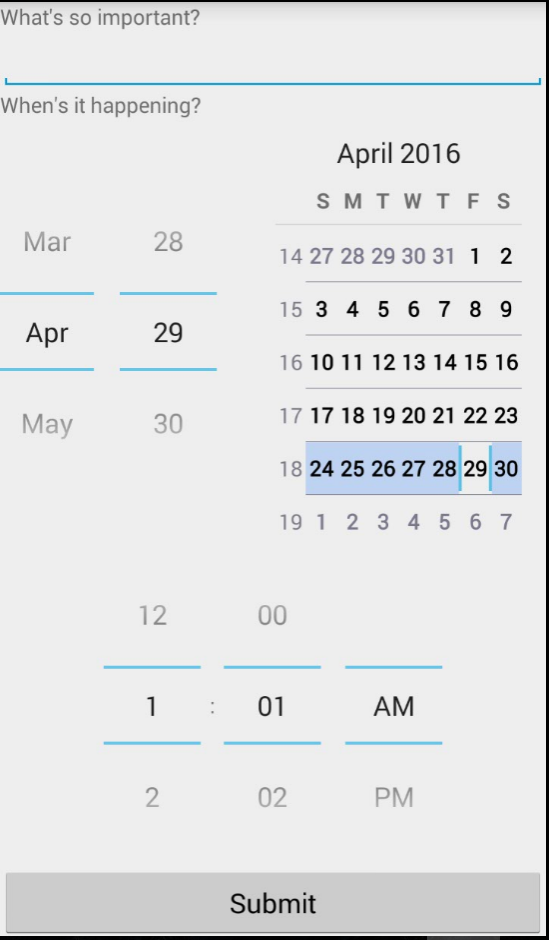 What's so important?
When's it happening?
April 2016
S M T W T F S
Mar 28
14 27 28 29 30 31 1 2
15 3 4 5 6 7 8 9
Apr 29
16 10 11 12 13 14 15 16
May 30
17 17 18 19 20 21 22 23
18 24 25 26 27 28 29 30
19 1 2 3 4 5 6 7
12 00
1 : 01 AM
2 02 PM
Submit